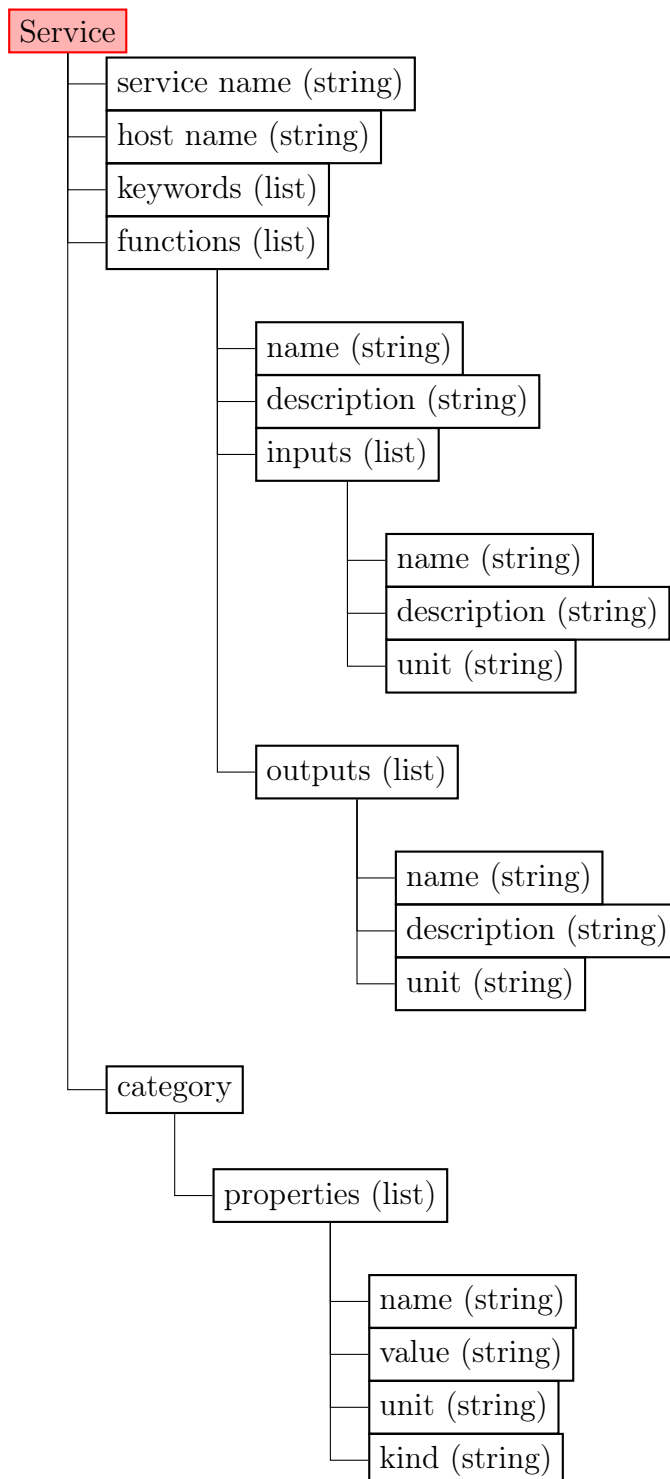 Service
service name (string)
host name (string)
keywords (list)
functions (list)
name (string)
description (string)
inputs (list)
name (string)
description (string)
unit (string)
outputs (list)
name (string)
description (string)
unit (string)
category
properties (list)
name (string)
value (string)
unit (string)
kind (string)